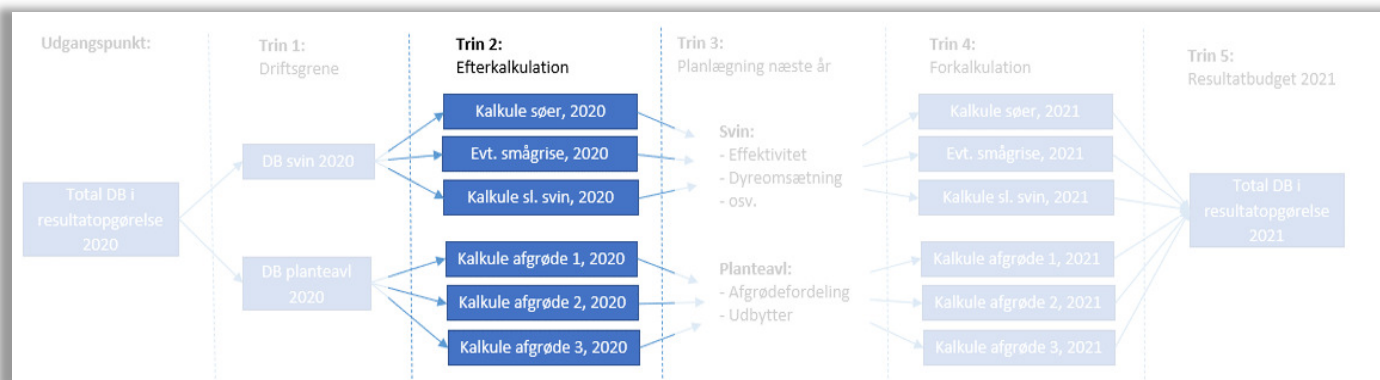 Udgangspunkt:
Total DB i
resultatopgørelse
2020
Trin 1:
Driftsgrene
DB svin 2020
DB planteavl
2020
Trin 2:
Efterkalkulation
Kalkule søer, 2020
Evt. smågrise, 2020
Kalkule sl. svin, 2020
Kalkule afgrøde 1, 2020
Kalkule afgrøde 2, 2020
Kalkule afgrøde 3, 2020
Trin 3:
Planlægning næste år
Svin:
- Effektivitet
- Dyreomsætning
- osv.
Planteavl:
- Afgrødefordeling
- Udbytter
Trin 4:
Forkalkulation
Kalkule søer, 2021
Evt. smågrise, 2021
Kalkule sl. svin, 2021
Kalkule afgrøde 1, 2021
Kalkule afgrøde 2, 2021
Kalkule afgrøde 3, 2021
Trin 5:
Resultatbudget 2021
Total DB i
resultatopgørelse
2021